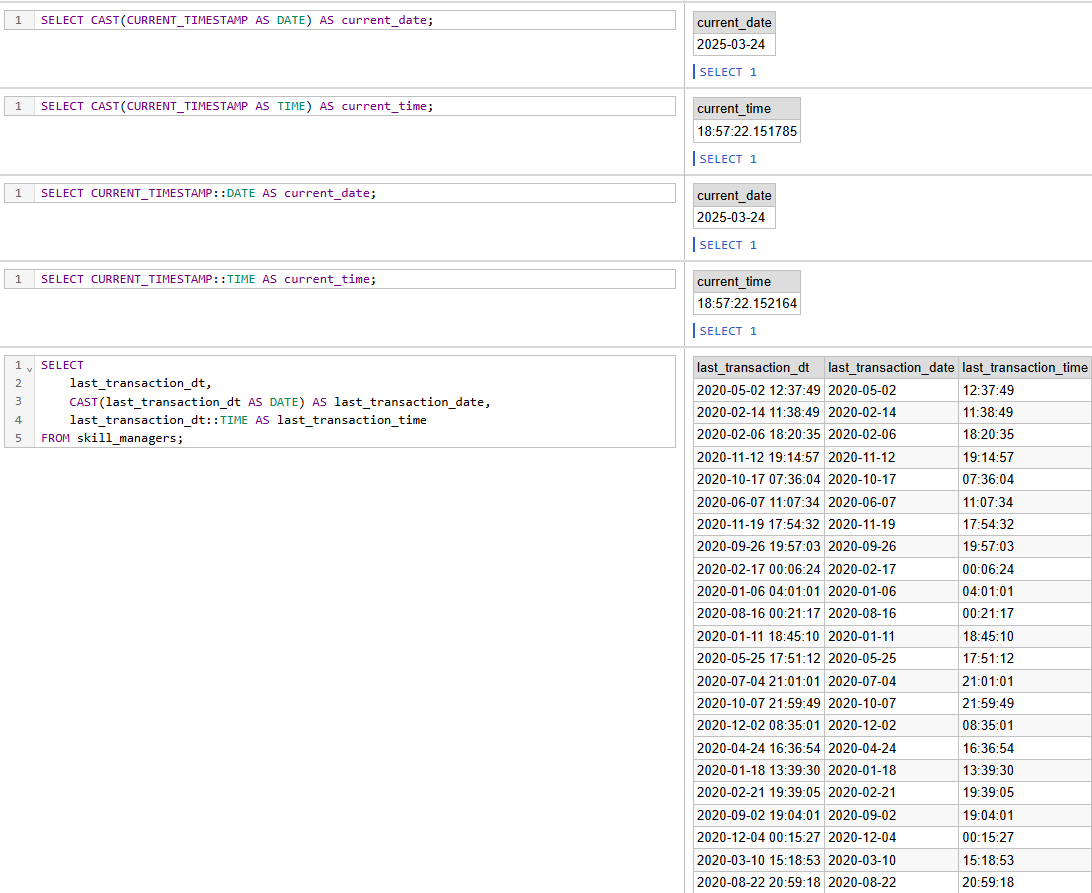 1 SELECT CAST(CURRENT_TIMESTAMP AS DATE) AS current_date;
current_date
2025-03-24
SELECT 1
1 SELECT CAST(CURRENT_TIMESTAMP AS TIME) AS current_time;
current_time
18:57:22.151785
SELECT 1
1 SELECT CURRENT_TIMESTAMP::DATE AS current_date;
current_date
2025-03-24
SELECT 1
1 SELECT CURRENT_TIMESTAMP::TIME AS current_time;
current_time
18:57:22.152164
SELECT 1
1 SELECT
2 last_transaction_dt,
3 CAST(last_transaction_dt AS DATE) AS last_transaction_date,
4 last_transaction_dt::TIME AS last_transaction_time
5 FROM skill_managers;
last_transaction_dt last_transaction_date last_transaction_time
2020-05-02 12:37:49 2020-05-02 12:37:49
2020-02-14 11:38:49 2020-02-14 11:38:49
2020-02-06 18:20:35 2020-02-06 18:20:35
2020-11-12 19:14:57 2020-11-12 19:14:57
2020-10-17 07:36:04 2020-10-17 07:36:04
2020-06-07 11:07:34 2020-06-07 11:07:34
2020-11-19 17:54:32 2020-11-19 17:54:32
2020-09-26 19:57:03 2020-09-26 19:57:03
2020-02-17 00:06:24 2020-02-17 00:06:24
2020-01-06 04:01:01 2020-01-06 04:01:01
2020-08-16 00:21:17 2020-08-16 00:21:17
2020-01-11 18:45:10 2020-01-11 18:45:10
2020-05-25 17:51:12 2020-05-25 17:51:12
2020-07-04 21:01:01 2020-07-04 21:01:01
2020-10-07 21:59:49 2020-10-07 21:59:49
2020-12-02 08:35:01 2020-12-02 08:35:01
2020-04-24 16:36:54 2020-04-24 16:36:54
2020-01-18 13:39:30 2020-01-18 13:39:30
2020-02-21 19:39:05 2020-02-21 19:39:05
2020-09-02 19:04:01 2020-09-02 19:04:01
2020-12-04 00:15:27 2020-12-04 00:15:27
2020-03-10 15:18:53 2020-03-10 15:18:53
2020-08-22 20:59:18 2020-08-22 20:59:18